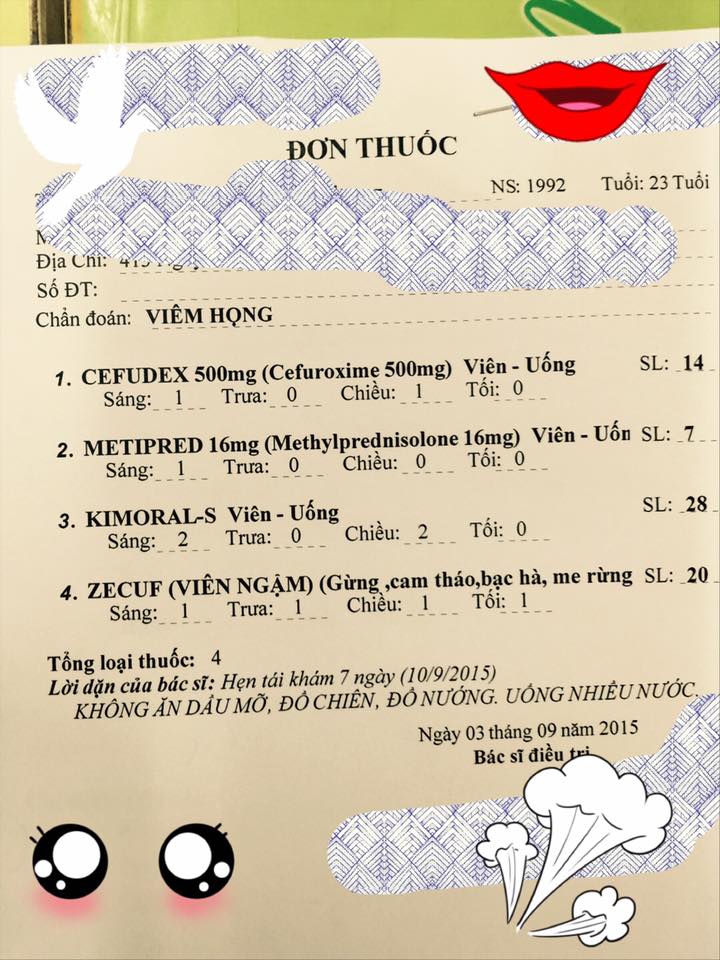 ĐƠN THUỐC
NS: 1992 Tuổi: 23 Tuổi
Địa Chỉ:
Số ĐT:
Chẩn đoán: VIÊM HỌNG
1. CEFUDEX 500mg (Cefuroxime 500mg) Viên - Uống SL: 14
Sáng: 1 Trưa: 0 Chiều: 1 Tối: 0
2. METIPRED 16mg (Methylprednisolone 16mg) Viên - Uốn SL: 7
Sáng: 1 Trưa: 0 Chiều: 0 Tối: 0
3. KIMORAL-S Viên - Uống SL: 28
Sáng: 2 Trưa: 0 Chiều: 2 Tối: 0
4. ZECUF (VIÊN NGẬM) (Gừng ,cam tháo,bạc hà, me rừng SL: 20
Sáng: 1 Trưa: 1 Chiều: 1 Tối: 1
Tổng loại thuốc: 4
Lời dặn của bác sĩ: Hẹn tái khám 7 ngày (10/9/2015)
KHÔNG ĂN DẦU MỠ, ĐỒ CHIÊN, ĐỒ NƯỚNG. UỐNG NHIỀU NƯỚC.
Ngày 03 tháng 09 năm 2015
Bác sĩ điều trị